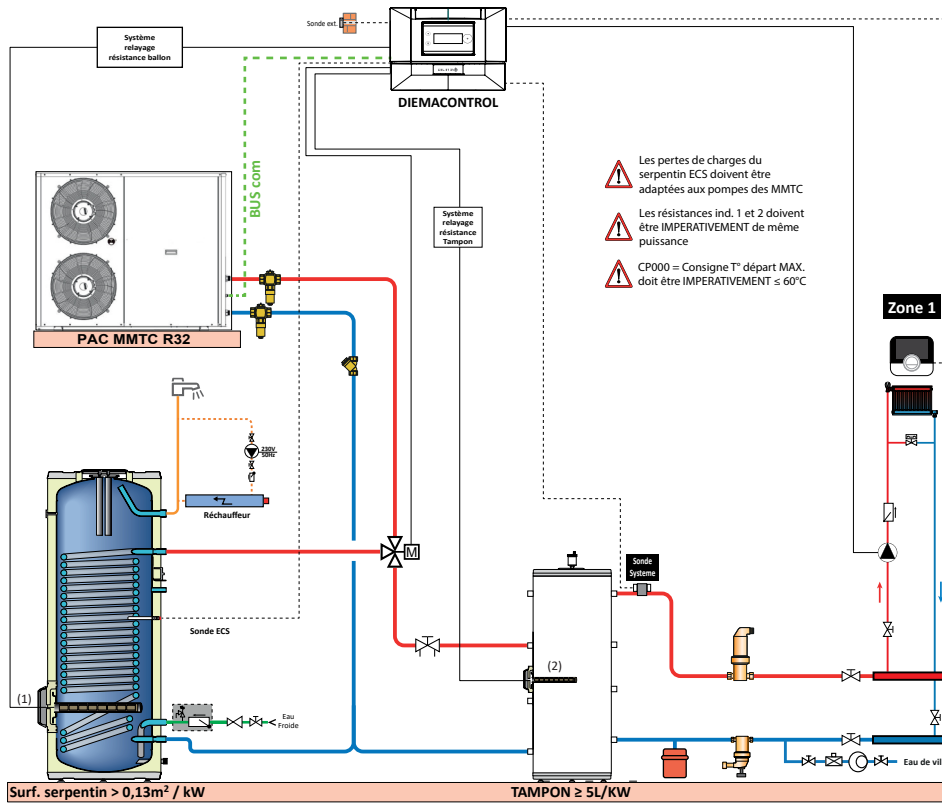 Sonde ext.
Système
relayage
résistance ballon
DIEMACONTROL
BUS com
Les pertes de charges du
serpentin ECS doivent être
adaptées aux pompes des MMTC
Système
relayage
résistance
Tampon
Les résistances ind. 1 et 2 doivent
être IMPERATIVEMENT de même
puissance
CP000 = Consigne T° départ MAX.
doit être IMPERATIVEMENT ≤ 60°C
Zone 1
PAC MMTC R32
230V
50Hz
Réchauffeur
M
Sonde
Systeme
Sonde ECS
(2)
(1)
Eau
Froide
Eau de vil
Surf. serpentin > 0,13m² / kW
TAMPON ≥ 5L/KW